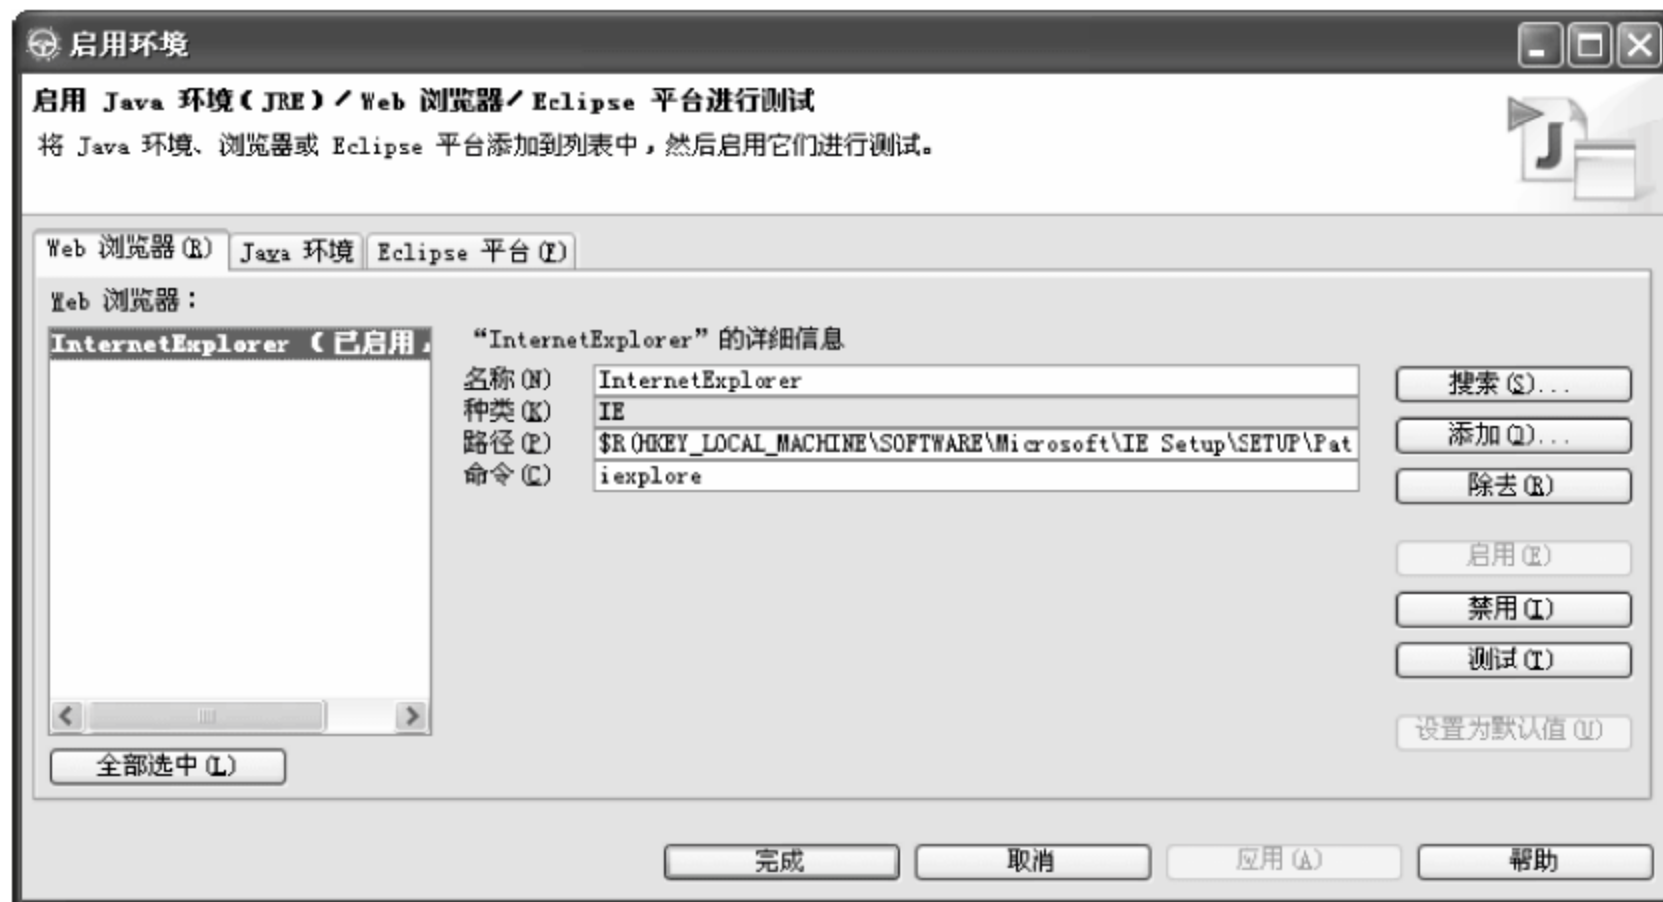 启用环境
启用 Java 环境(JRE)/Web 浏览器/Eclipse 平台进行测试
将 Java 环境、浏览器或 Eclipse 平台添加到列表中，然后启用它们进行测试。
Web 浏览器(R) Java 环境 Eclipse 平台(F)
Web 浏览器：
InternetExplorer (已启用，
“InternetExplorer”的详细信息
名称(N) InternetExplorer
种类(K) IE
路径(P) $R(HKEY_LOCAL_MACHINE\SOFTWARE\Microsoft\IE Setup\SETUP\Pat
命令(C) iexplore
搜索(S)...
添加(D)...
除去(R)
启用(E)
禁用(I)
测试(T)
设置为默认值(U)
全部选中(L)
完成 取消 应用(A) 帮助